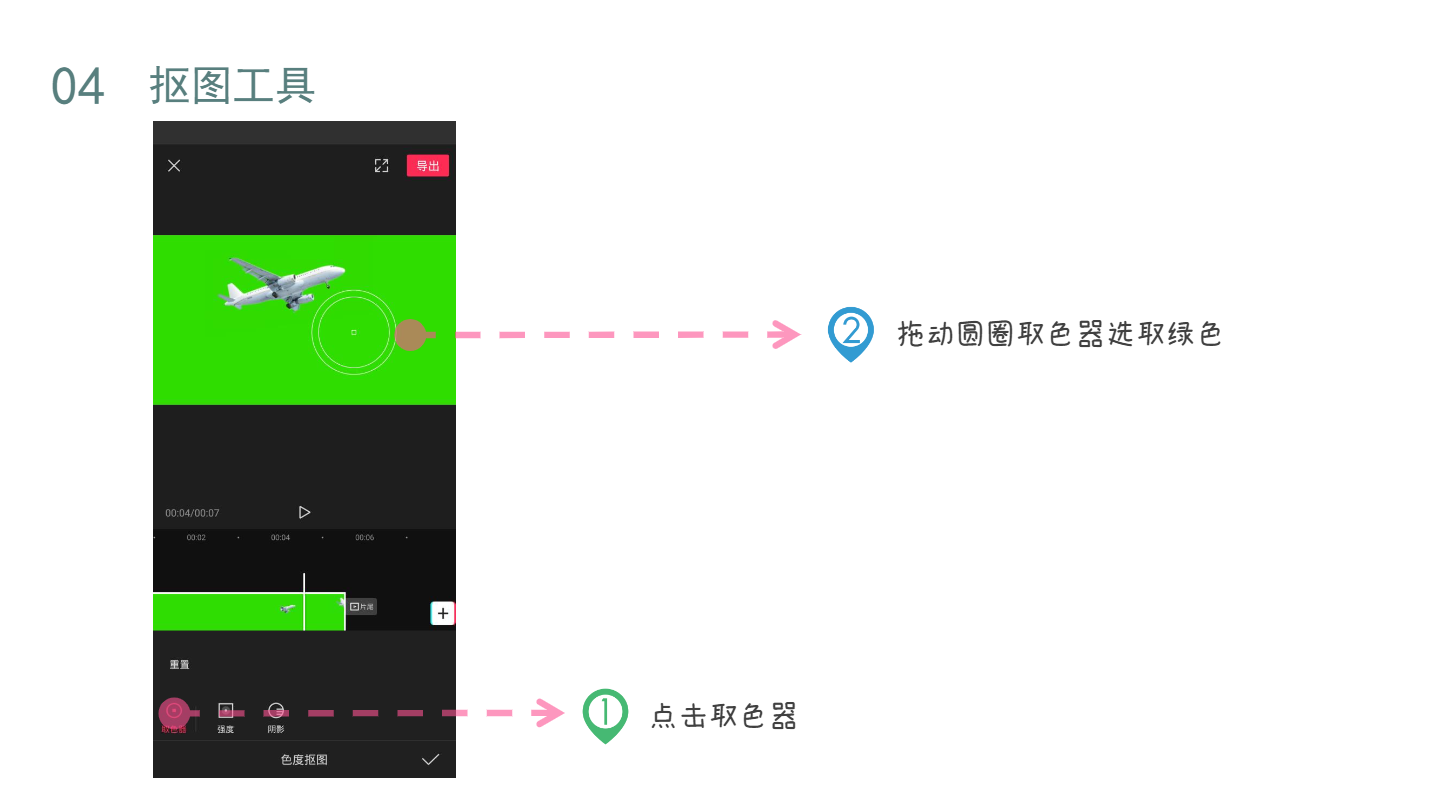 04 抠图工具
导出
2 拖动圆圈取色器选取绿色
00:04/00:07
00:02 00:04 00:06
片尾
重置
取色器 强度 阴影
1 点击取色器
色度抠图